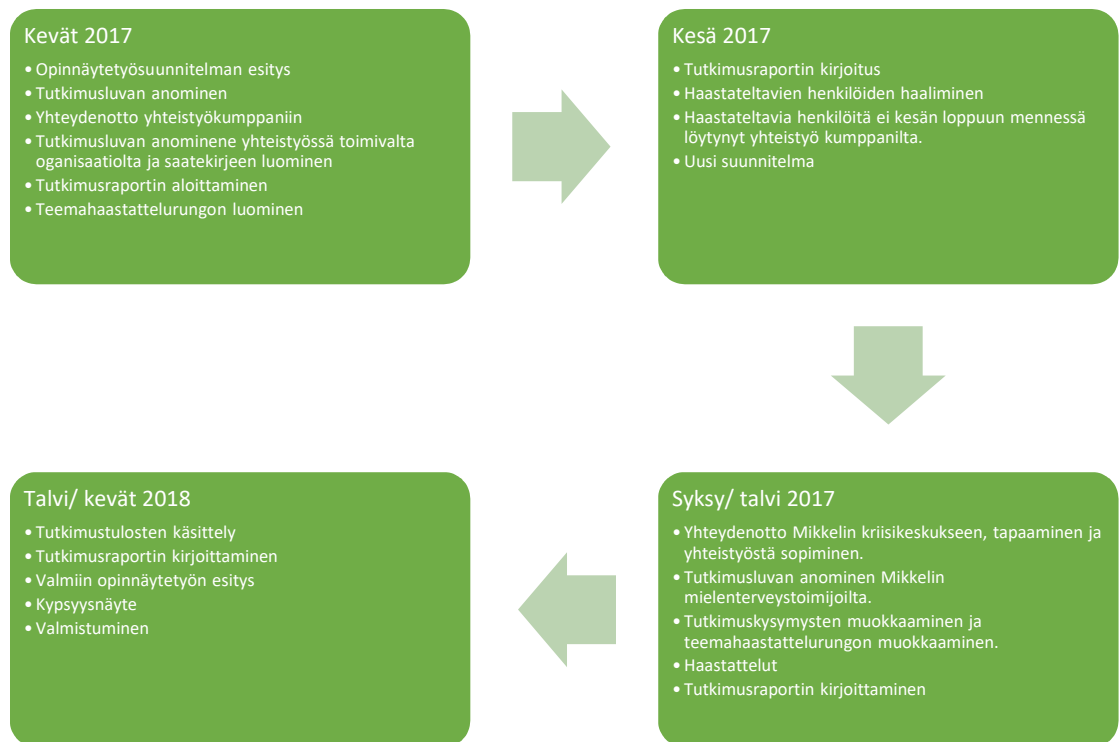 Kevät 2017
• Opinnäytetyösuunnitelman esitys
• Tutkimusluvan anominen
• Yhteydenotto yhteistyökumppaniin
• Tutkimusluvan anominene yhteistyössä toimivalta
oganisaatiolta ja saatekirjeen luominen
• Tutkimusraportin aloittaminen
• Teemahaastattelurungon luominen
Kesä 2017
• Tutkimusraportin kirjoitus
• Haastateltavien henkilöiden haaliminen
• Haastateltavia henkilöitä ei kesän loppuun mennessä
löytynyt yhteistyö kumppanilta.
• Uusi suunnitelma
Syksy/ talvi 2017
• Yhteydenotto Mikkelin kriisikeskukseen, tapaaminen ja
yhteistyöstä sopiminen.
• Tutkimusluvan anominen Mikkelin
mielenterveystoimijoilta.
• Tutkimuskysymysten muokkaaminen ja
teemahaastattelurungon muokkaaminen.
• Haastattelut
• Tutkimusraportin kirjoittaminen
Talvi/ kevät 2018
• Tutkimustulosten käsittely
• Tutkimusraportin kirjoittaminen
• Valmiin opinnäytetyön esitys
• Kypsyysnäyte
• Valmistuminen